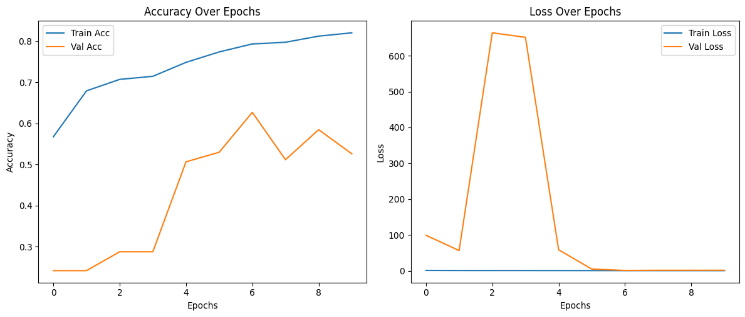 Accuracy Over Epochs
Train Acc
Val Acc
0.8
0.7
0.6
0.5
0.4
0.3
Accuracy
0 2 4 6 8
Epochs
Loss Over Epochs
Train Loss
Val Loss
600
500
400
300
200
100
0
Loss
0 2 4 6 8
Epochs